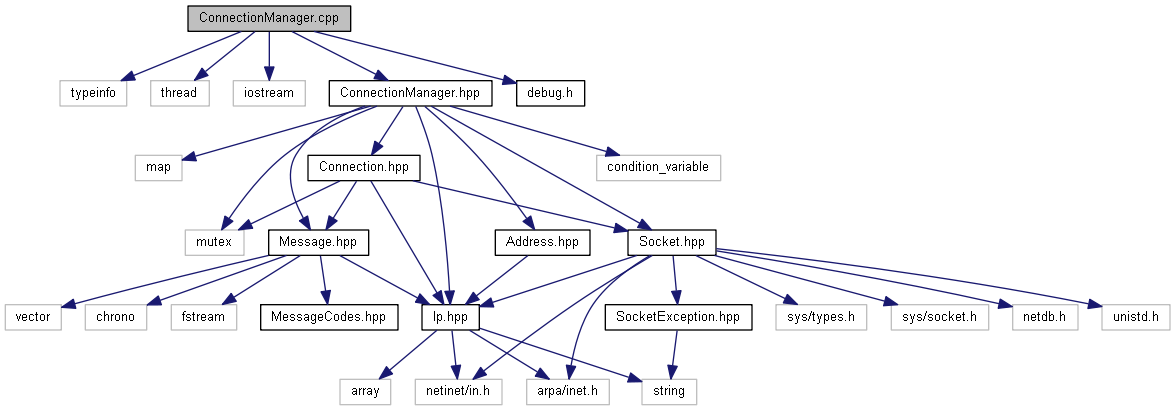 ConnectionManager.cpp
typeinfo
thread
iostream
ConnectionManager.hpp
debug.h
map
Connection.hpp
condition_variable
mutex
Message.hpp
Address.hpp
Socket.hpp
vector
chrono
fstream
MessageCodes.hpp
Ip.hpp
SocketException.hpp
sys/types.h
sys/socket.h
netdb.h
unistd.h
array
netinet/in.h
arpa/inet.h
string